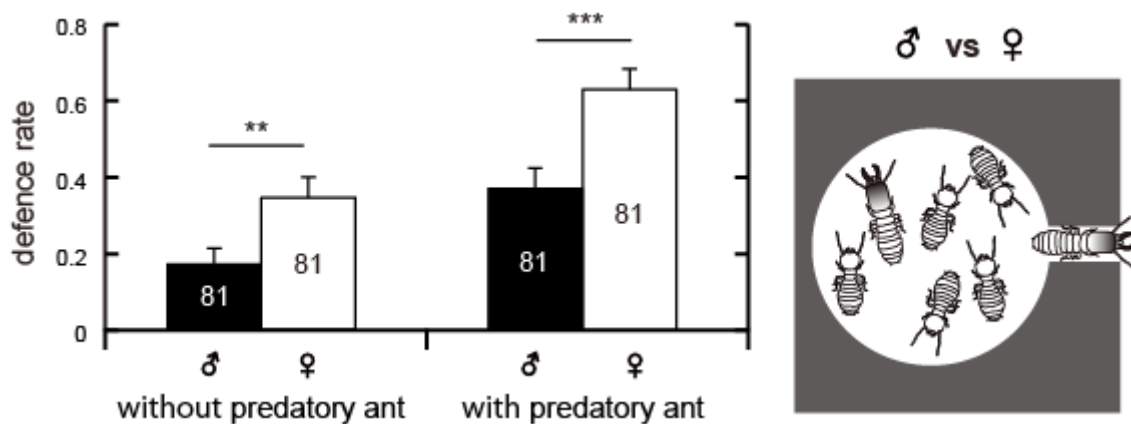 0.8
0.6
0.4
0.2
0
defence rate
**
***
81
81
81
81
♂ ♀ ♂ ♀
without predatory ant with predatory ant
♂ vs ♀